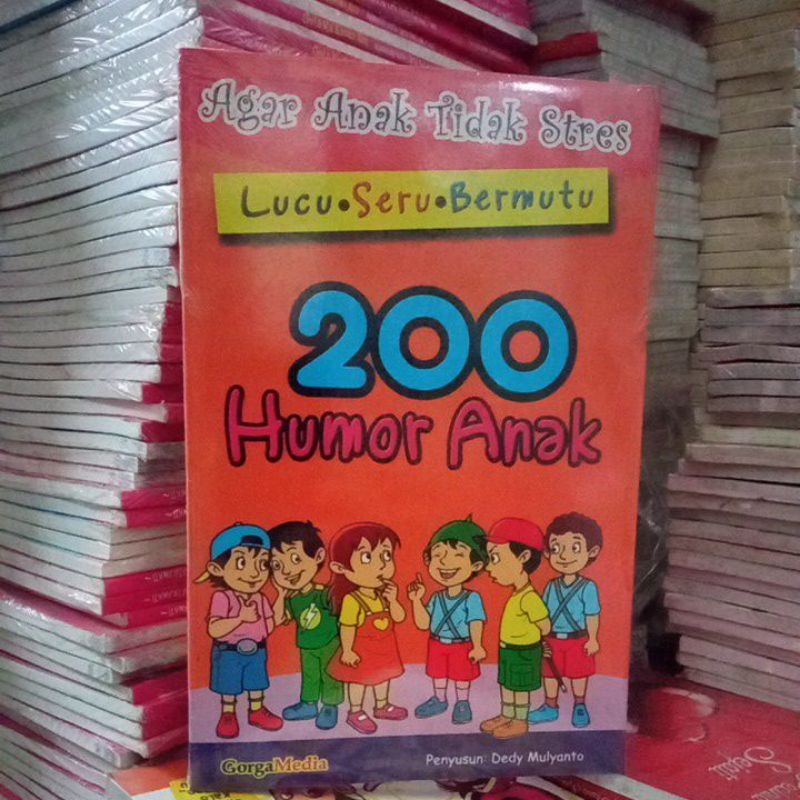 Agar Anak Tidak Stres
Lucu•Seru•Bermutu
200
Humor Anak
GorgaMedia
Penyusun: Dedy Mulyanto